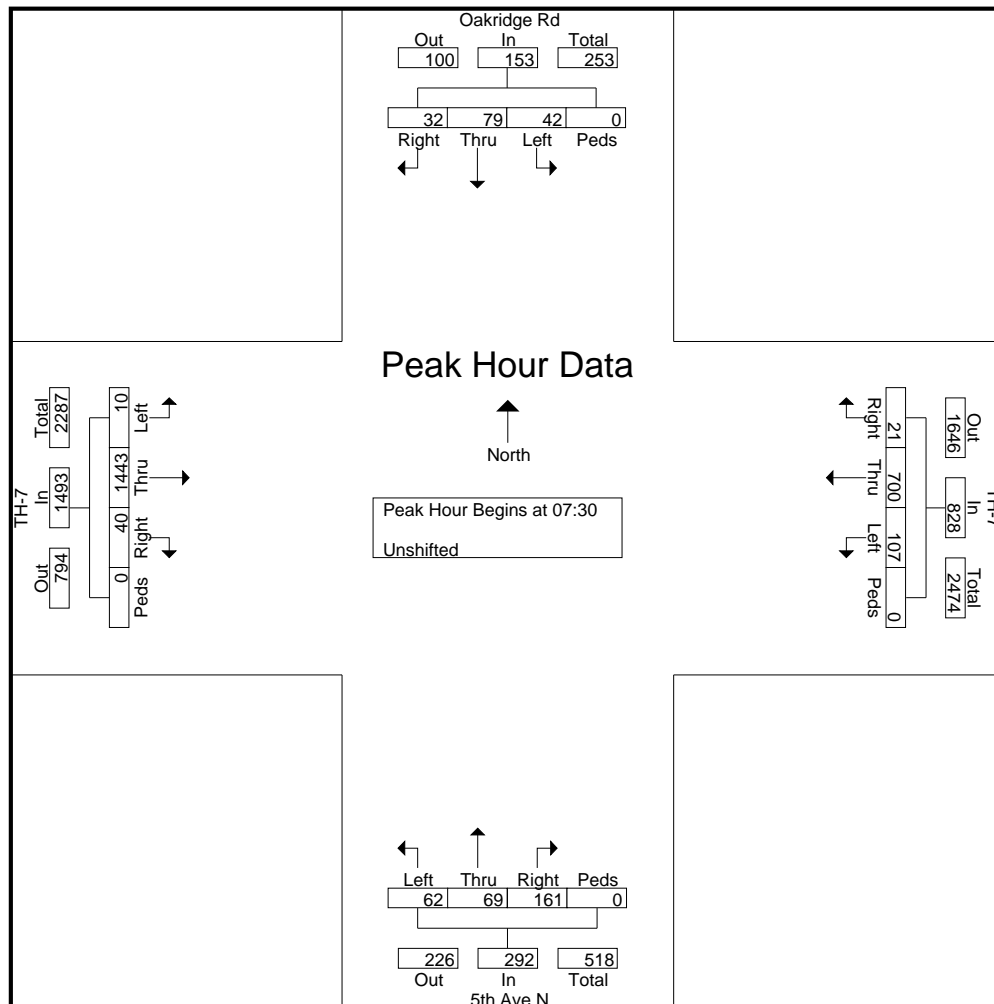 Oakridge Rd
Out In Total
100 153 253
32 79 42 0
Right Thru Left Peds
Peak Hour Data
North
Peak Hour Begins at 07:30
Unshifted
TH-7
Total In Out
2287 1493 794
10 1443 40 0
Left Thru Right Peds
Right Thru Left Peds
21 700 107 0
Out In Total
1646 828 2474
TH-7
Left Thru Right Peds
62 69 161 0
226 292 518
Out In Total
5th Ave N